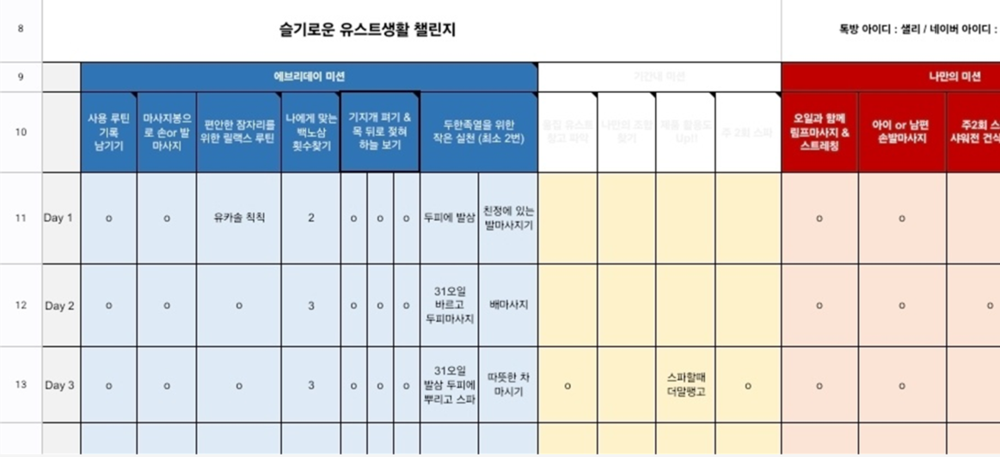 8
슬기로운 유스트생활 챌린지
톡방 아이디 : 샐리 / 네이버 아이디 :
9
에브리데이 미션
기간내 미션
나만의 미션
10
사용 루틴
기록
남기기
마사지봉으
로 손or 발
마사지
편안한 잠자리를
위한 릴랙스 루틴
나에게 맞는
백노삼
횟수찾기
기지개 펴기 &
목 뒤로 젖혀
하늘 보기
두한족열을 위한
작은 실천 (최소 2번)
유스트
창고 파악
나만의 조합
찾기
제품 활용도
Up!!
주 2회 스파
오일과 함께
림프마사지 &
스트레칭
아이 or 남편
손발마사지
주2회 스
샤워전 건식
11
Day 1
o
o
유카솔 칙칙
2
o
o
o
두피에 발삼
친정에 있는
발마사지기
o
o
12
Day 2
o
o
o
3
o
o
o
31오일
바르고
두피마사지
배마사지
o
o
o
13
Day 3
o
o
o
3
o
o
o
31오일
발삼 두피에
뿌리고 스파
따뜻한 차
마시기
o
스파할때
더말팽고
o
o
o